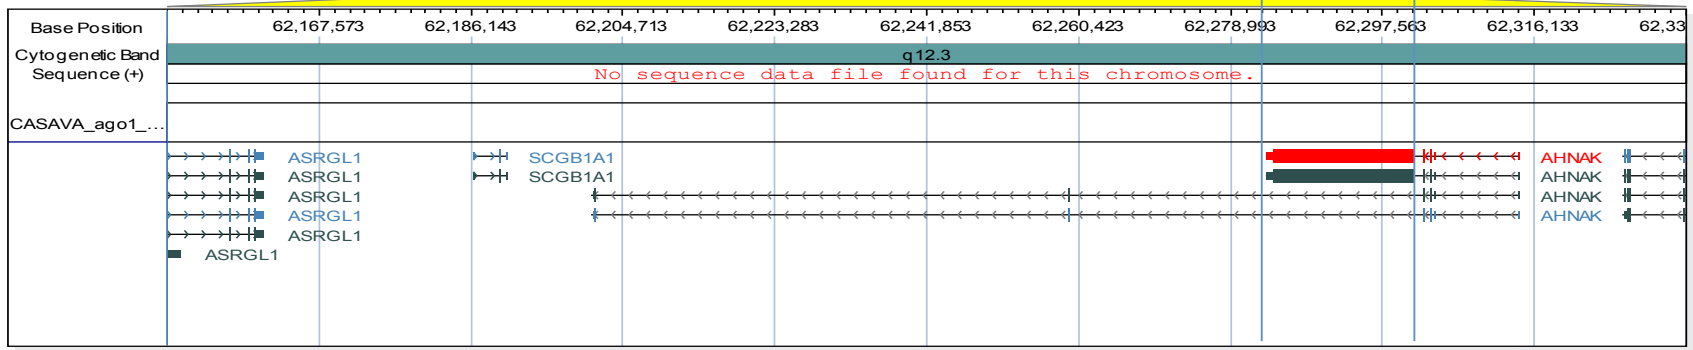 Base Position 62,167,573 62,186,143 62,204,713 62,223,283 62,241,853 62,260,423 62,278,993 62,297,563 62,316,133 62,33
Cytogenetic Band q12.3
Sequence (+) No sequence data file found for this chromosome.
CASAVA_ago1_...
ASRGL1 SCGB1A1 AHNAK
ASRGL1 SCGB1A1 AHNAK
ASRGL1 AHNAK
ASRGL1 AHNAK
ASRGL1
ASRGL1